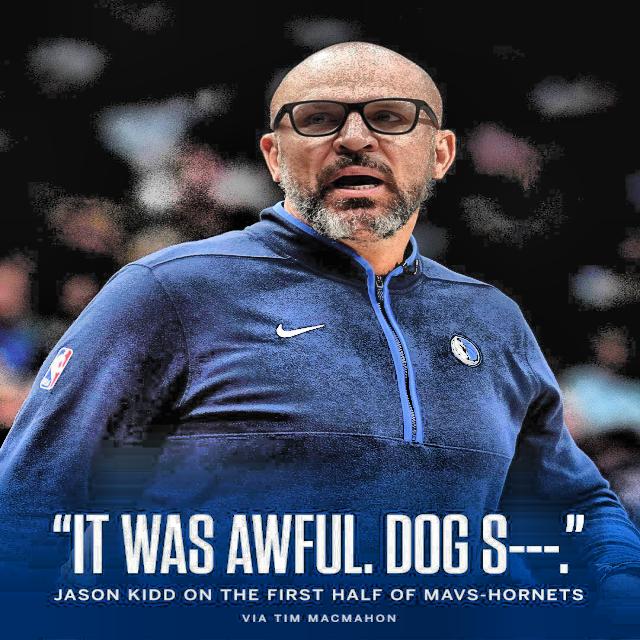 “IT WAS AWFUL. DOG S---.”
JASON KIDD ON THE FIRST HALF OF MAVS-HORNETS
VIA TIM MACMAHON